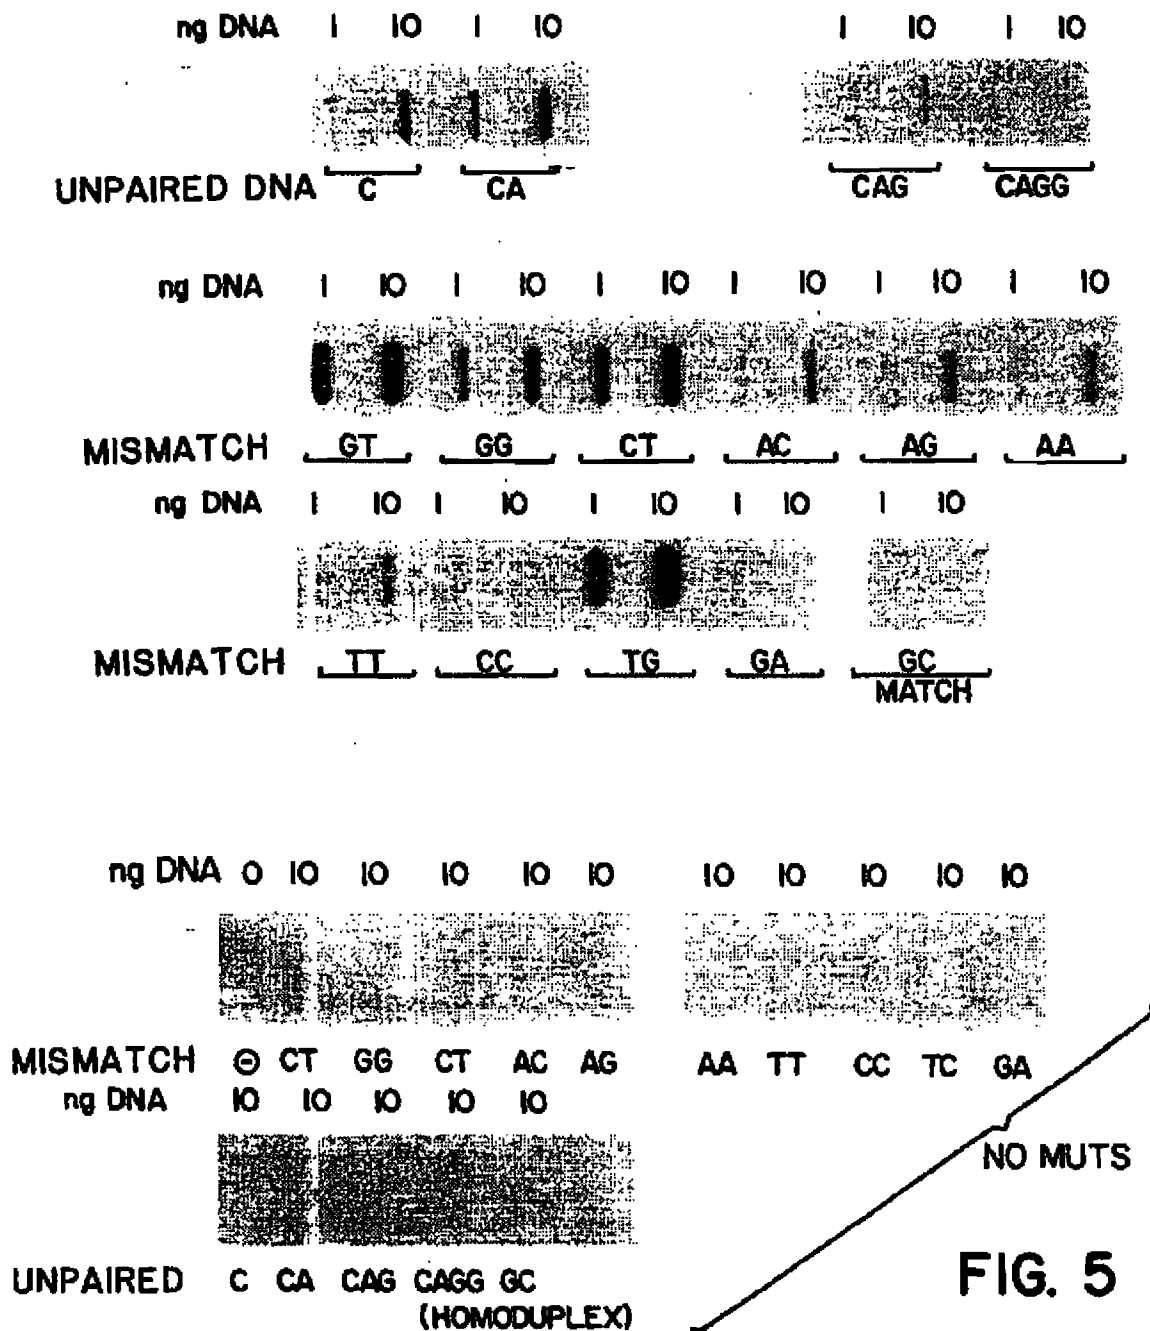 ng DNA 1 10 1 10 1 10 1 10
UNPAIRED DNA C CA CAG CAGG
ng DNA 1 10 1 10 1 10 1 10 1 10 1 10
MISMATCH GT GG CT AC AG AA
ng DNA 1 10 1 10 1 10 1 10 1 10
MISMATCH TT CC TG GA GC
MATCH
ng DNA 0 10 10 10 10 10 10 10 10 10 10
MISMATCH ⊖ CT GG CT AC AG AA TT CC TC GA
ng DNA 10 10 10 10 10
NO MUTS
UNPAIRED C CA CAG CAGG GC
(HOMODUPLEX)
FIG. 5